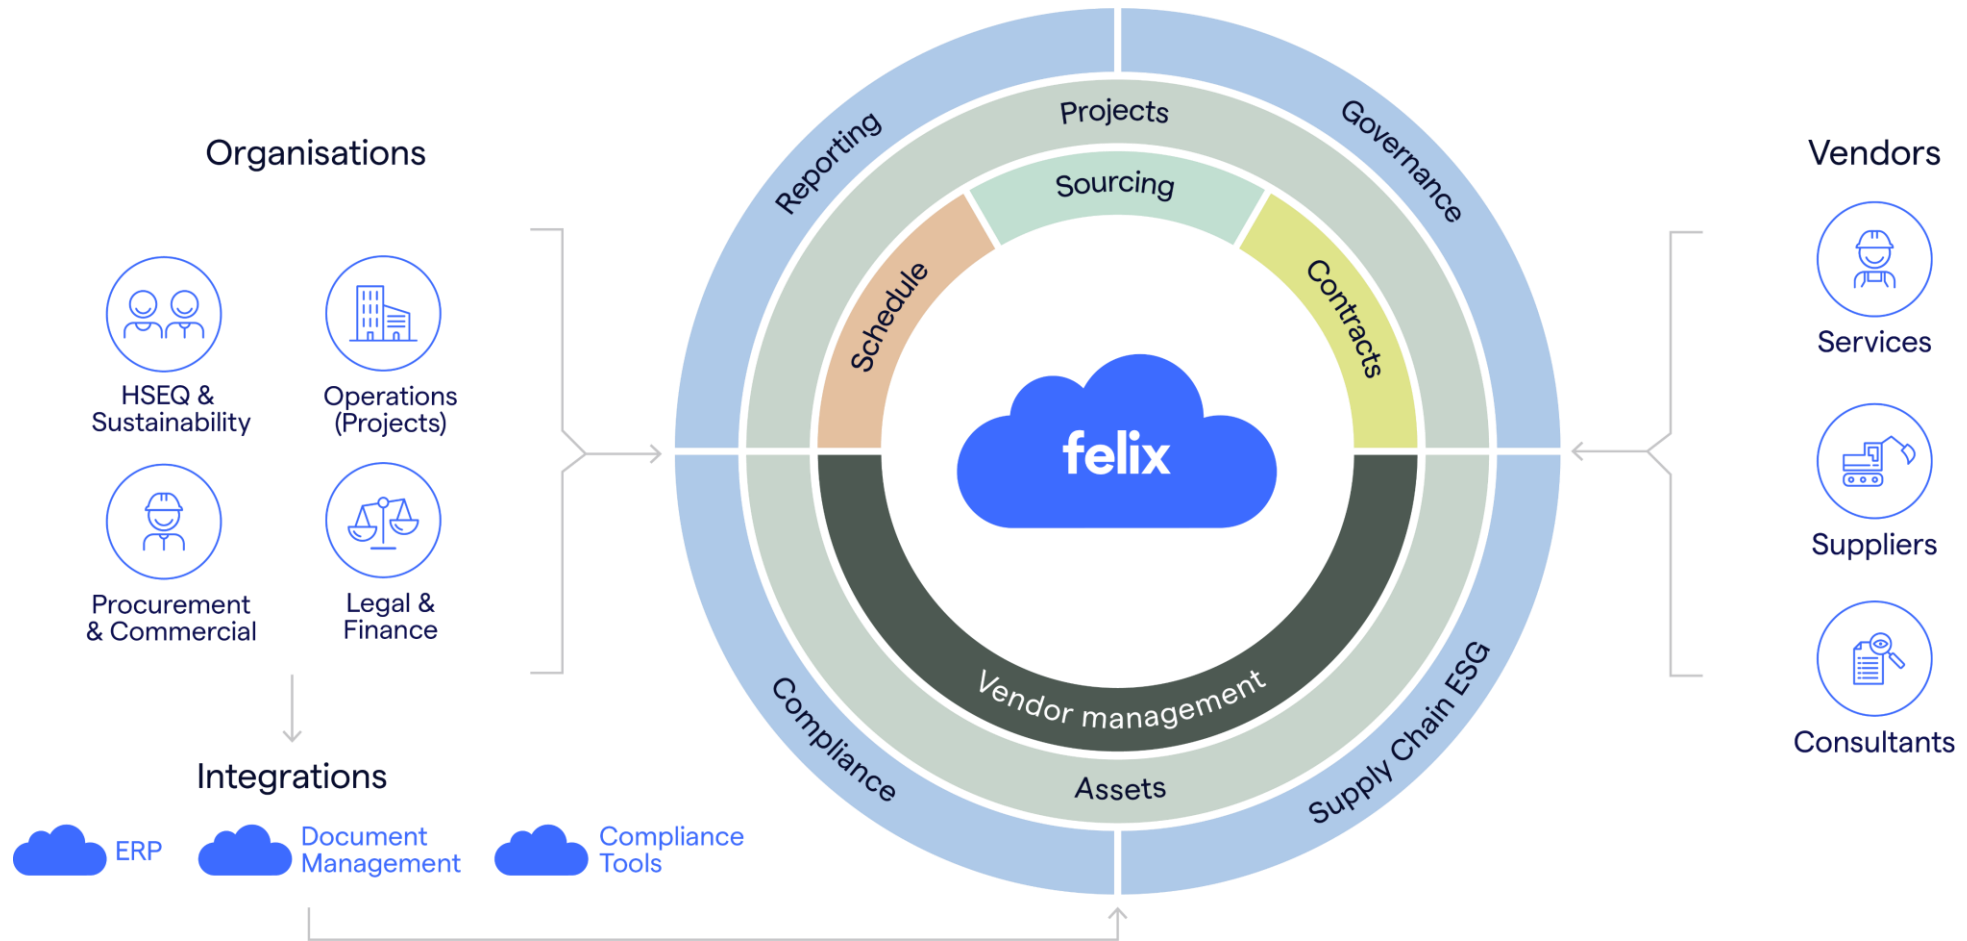 Organisations
HSEQ &
Sustainability
Operations
(Projects)
Procurement
& Commercial
Legal &
Finance
Integrations
ERP
Document
Management
Compliance
Tools
Reporting
Governance
Projects
Sourcing
Schedule
Contracts
felix
Vendor management
Assets
Compliance
Supply Chain ESG
Vendors
Services
Suppliers
Consultants